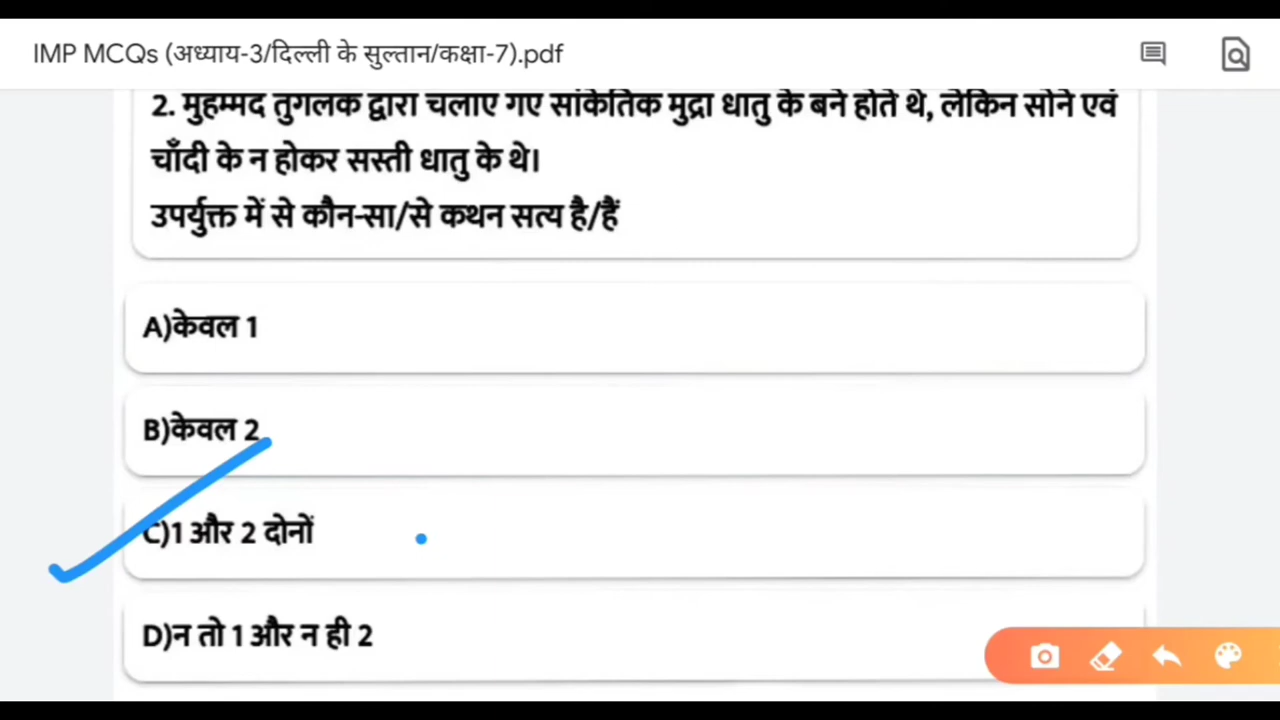 IMP MCQs (अध्याय-3/दिल्ली के सुल्तान/कक्षा-7).pdf
2. मुहम्मद तुगलक द्वारा चलाए गए सांकेतिक मुद्रा धातु के बने होते थे, लेकिन सोने एवं
चाँदी के न होकर सस्ती धातु के थे।
उपर्युक्त में से कौन-सा/से कथन सत्य है/हैं
A)केवल 1
B)केवल 2
C)1 और 2 दोनों
D)न तो 1 और न ही 2